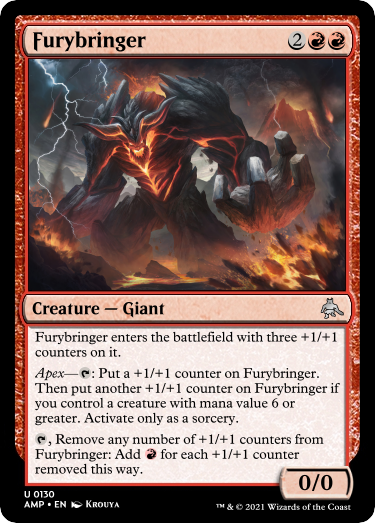 Furybringer 2
Creature — Giant
Furybringer enters the battlefield with three +1/+1
counters on it.
Apex—: Put a +1/+1 counter on Furybringer.
Then put another +1/+1 counter on Furybringer if
you control a creature with mana value 6 or
greater. Activate only as a sorcery.
, Remove any number of +1/+1 counters from
Furybringer: Add for each +1/+1 counter
removed this way.
0/0
U 0130
AMP • EN Krouya
™ & © 2021 Wizards of the Coast